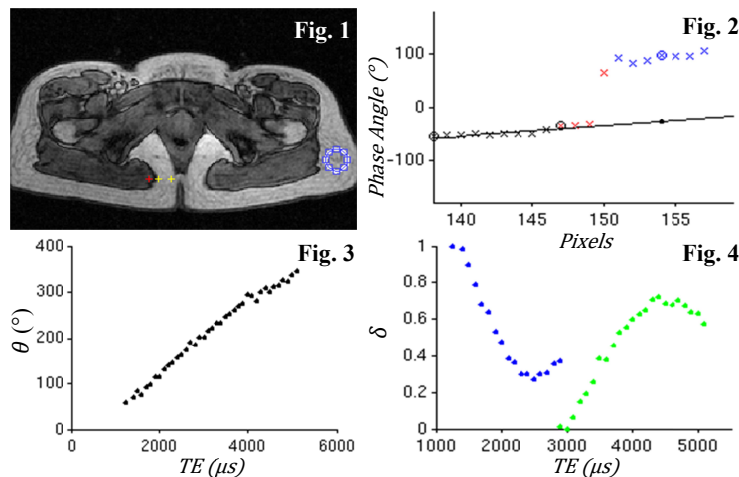 Fig. 1
Fig. 2
Phase Angle (°)
100
0
-100
140
145
150
155
Pixels
Fig. 3
θ (°)
400
300
200
100
0
0
2000
4000
6000
TE (μs)
Fig. 4
δ
1
0.8
0.6
0.4
0.2
0
1000
2000
3000
4000
5000
TE (μs)